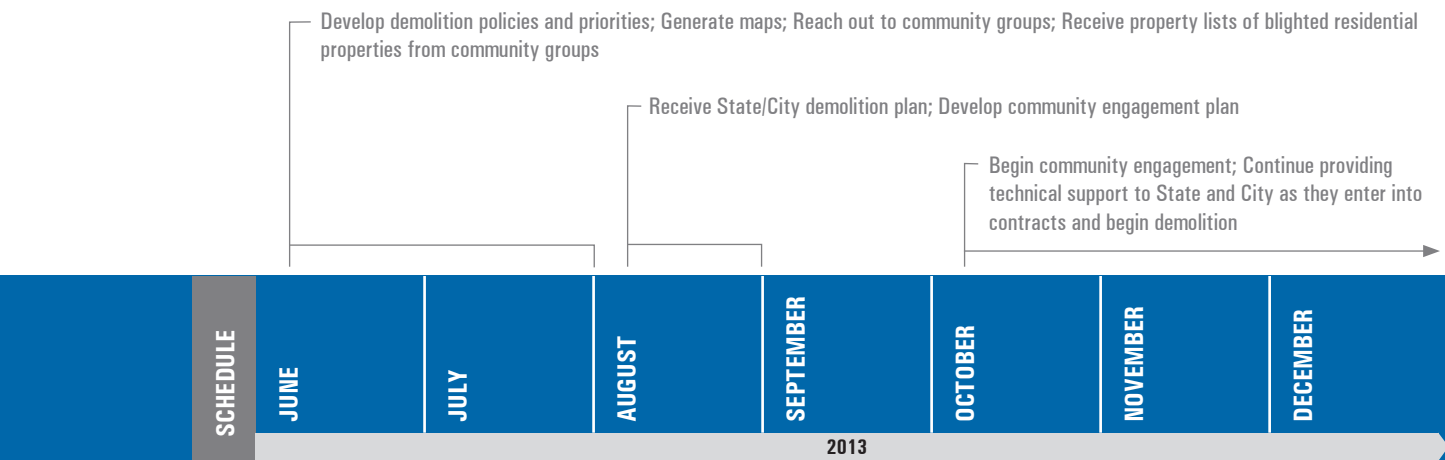 Develop demolition policies and priorities; Generate maps; Reach out to community groups; Receive property lists of blighted residential
properties from community groups
Receive State/City demolition plan; Develop community engagement plan
Begin community engagement; Continue providing
technical support to State and City as they enter into
contracts and begin demolition
SCHEDULE
JUNE
JULY
AUGUST
SEPTEMBER
OCTOBER
NOVEMBER
DECEMBER
2013